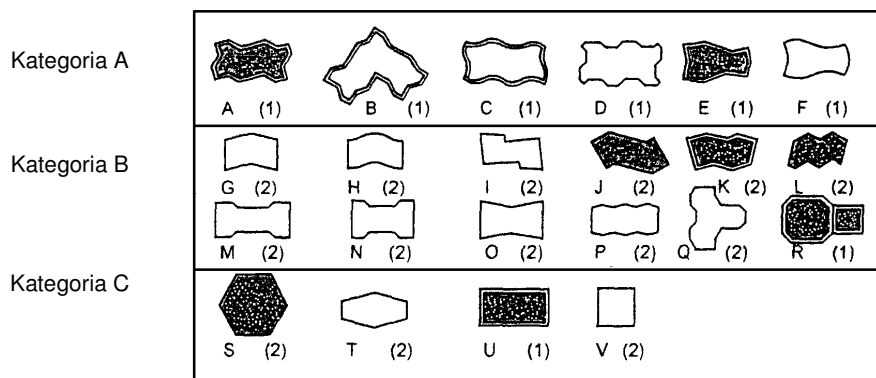 Kategoria A
A (1) B (1) C (1) D (1) E (1) F (1)
Kategoria B
G (2) H (2) I (2) J (2) K (2) L (2)
M (2) N (2) O (2) P (2) Q (2) R (1)
Kategoria C
S (2) T (2) U (1) V (2)